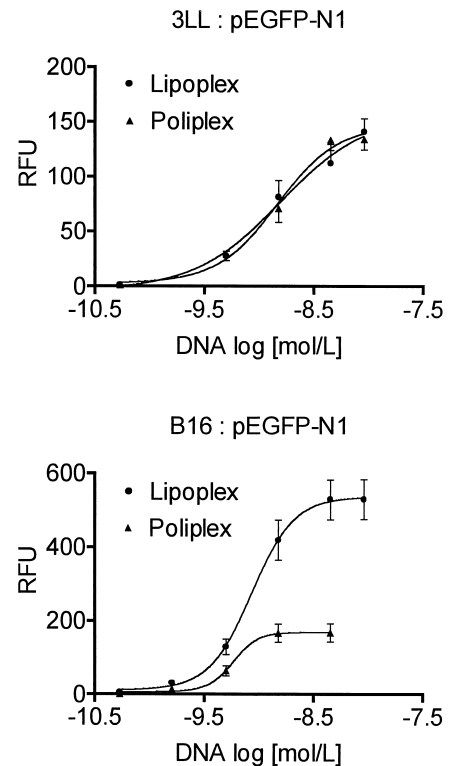 3LL : pEGFP-N1
200
Lipoplex
150
Poliplex
RFU
100
50
0
-10.5 -9.5 -8.5 -7.5
DNA log [mol/L]
B16 : pEGFP-N1
600
Lipoplex
Poliplex
400
RFU
200
0
-10.5 -9.5 -8.5 -7.5
DNA log [mol/L]